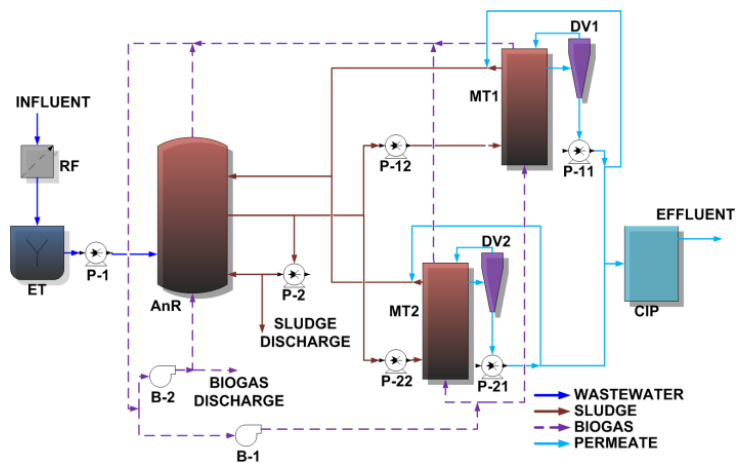 DV1
INFLUENT
MT1
RF
P-12
P-11
EFFLUENT
DV2
P-1
P-2
ET
AnR
MT2
CIP
SLUDGE
DISCHARGE
P-22
P-21
B-2
BIOGAS
DISCHARGE
B-1
WASTEWATER
SLUDGE
BIOGAS
PERMEATE